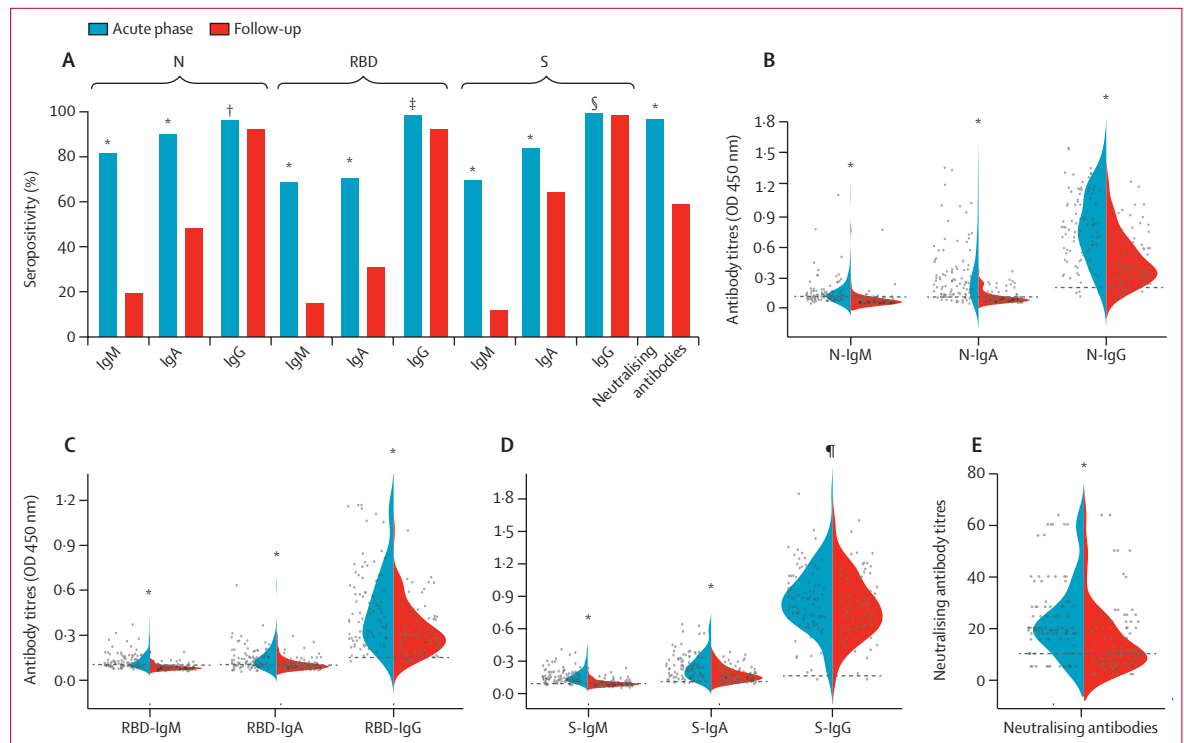 Acute phase Follow-up
A
N RBD S
* * † * * ‡ * * § *
Seropositivity (%)
100
80
60
40
20
0
IgM IgA IgG IgM IgA IgG IgM IgA IgG Neutralising antibodies
B
* * *
Antibody titres (OD 450 nm)
1·8
1·5
1·2
0·9
0·6
0·3
0
N-IgM N-IgA N-IgG
C
* * *
Antibody titres (OD 450 nm)
1·2
0·9
0·6
0·3
0·0
RBD-IgM RBD-IgA RBD-IgG
D
* * ¶
1·8
1·5
1·2
0·9
0·6
0·3
0·0
S-IgM S-IgA S-IgG
E
*
Neutralising antibody titres
80
60
40
20
0
Neutralising antibodies